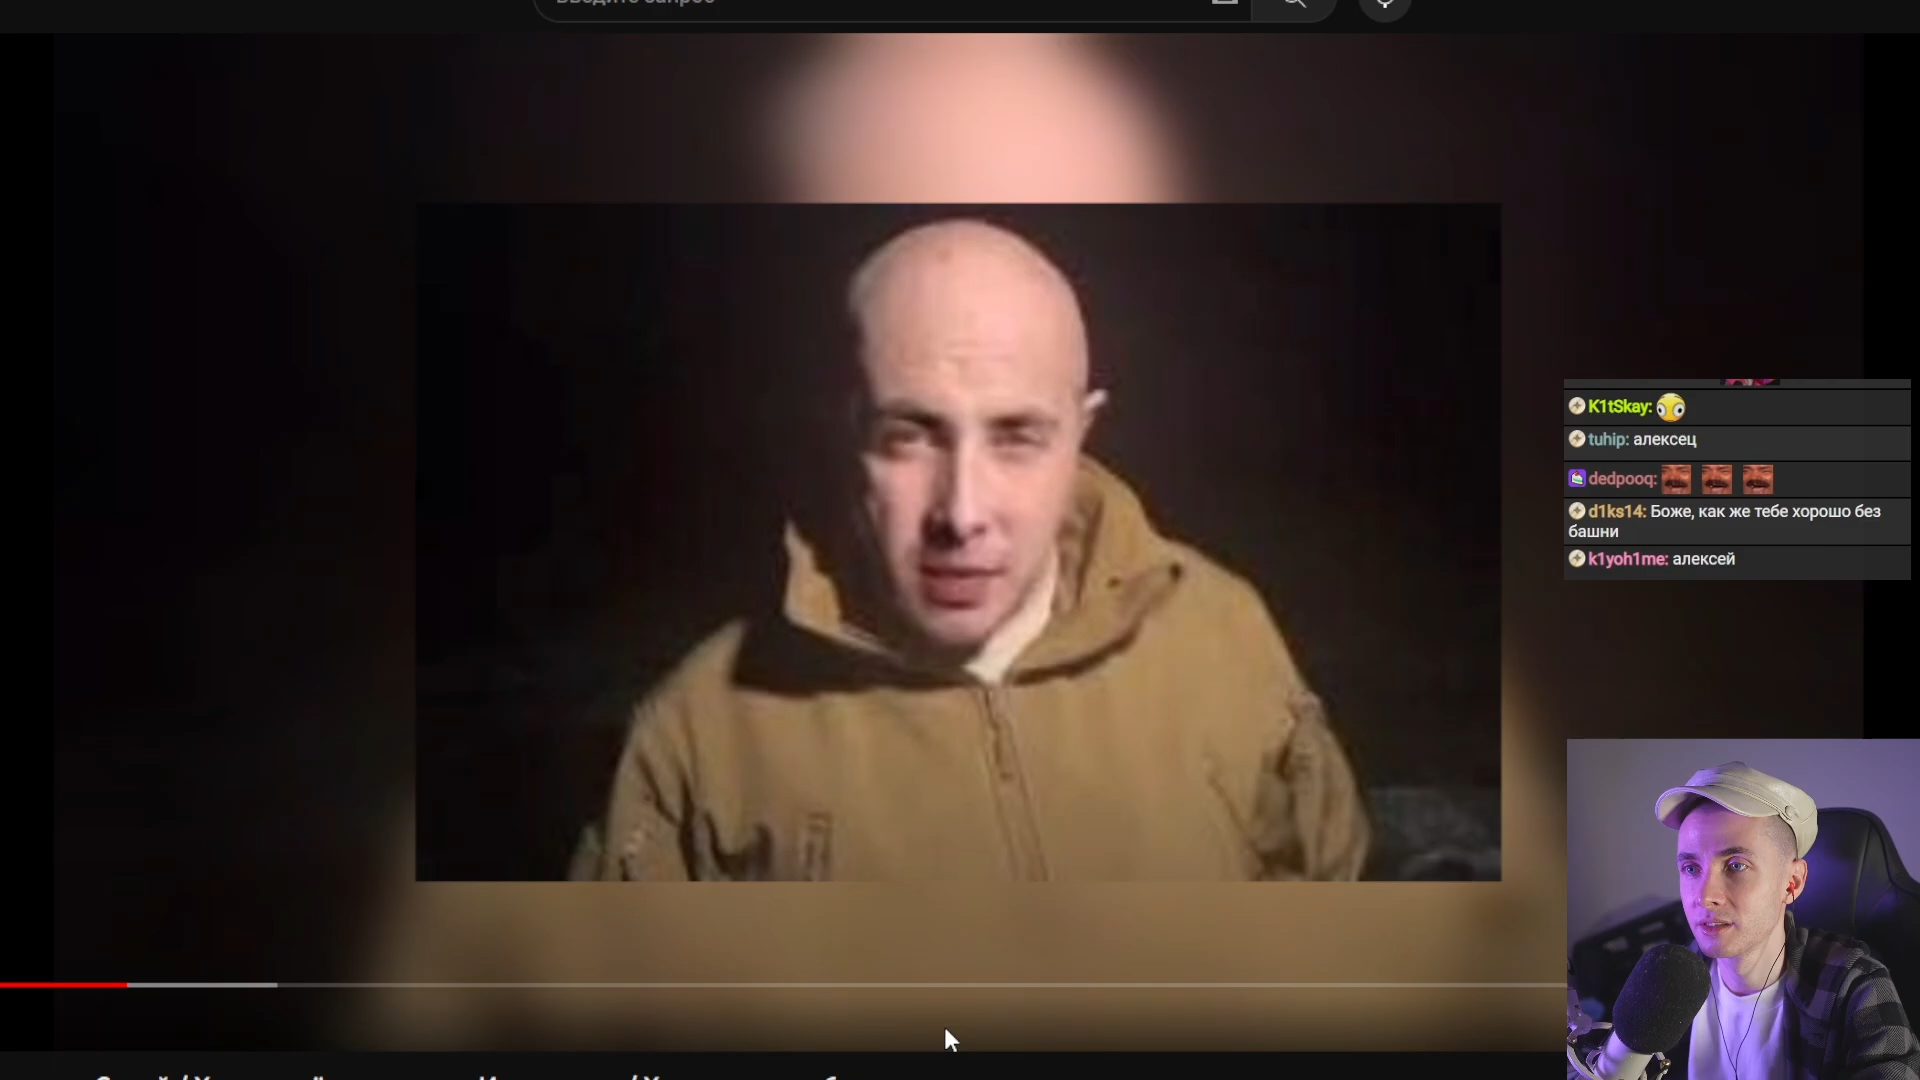 K1tSkay:
tuhip: алексец
dedpooq:
d1ks14: Боже, как же тебе хорошо без
башни
k1yoh1me: алексей